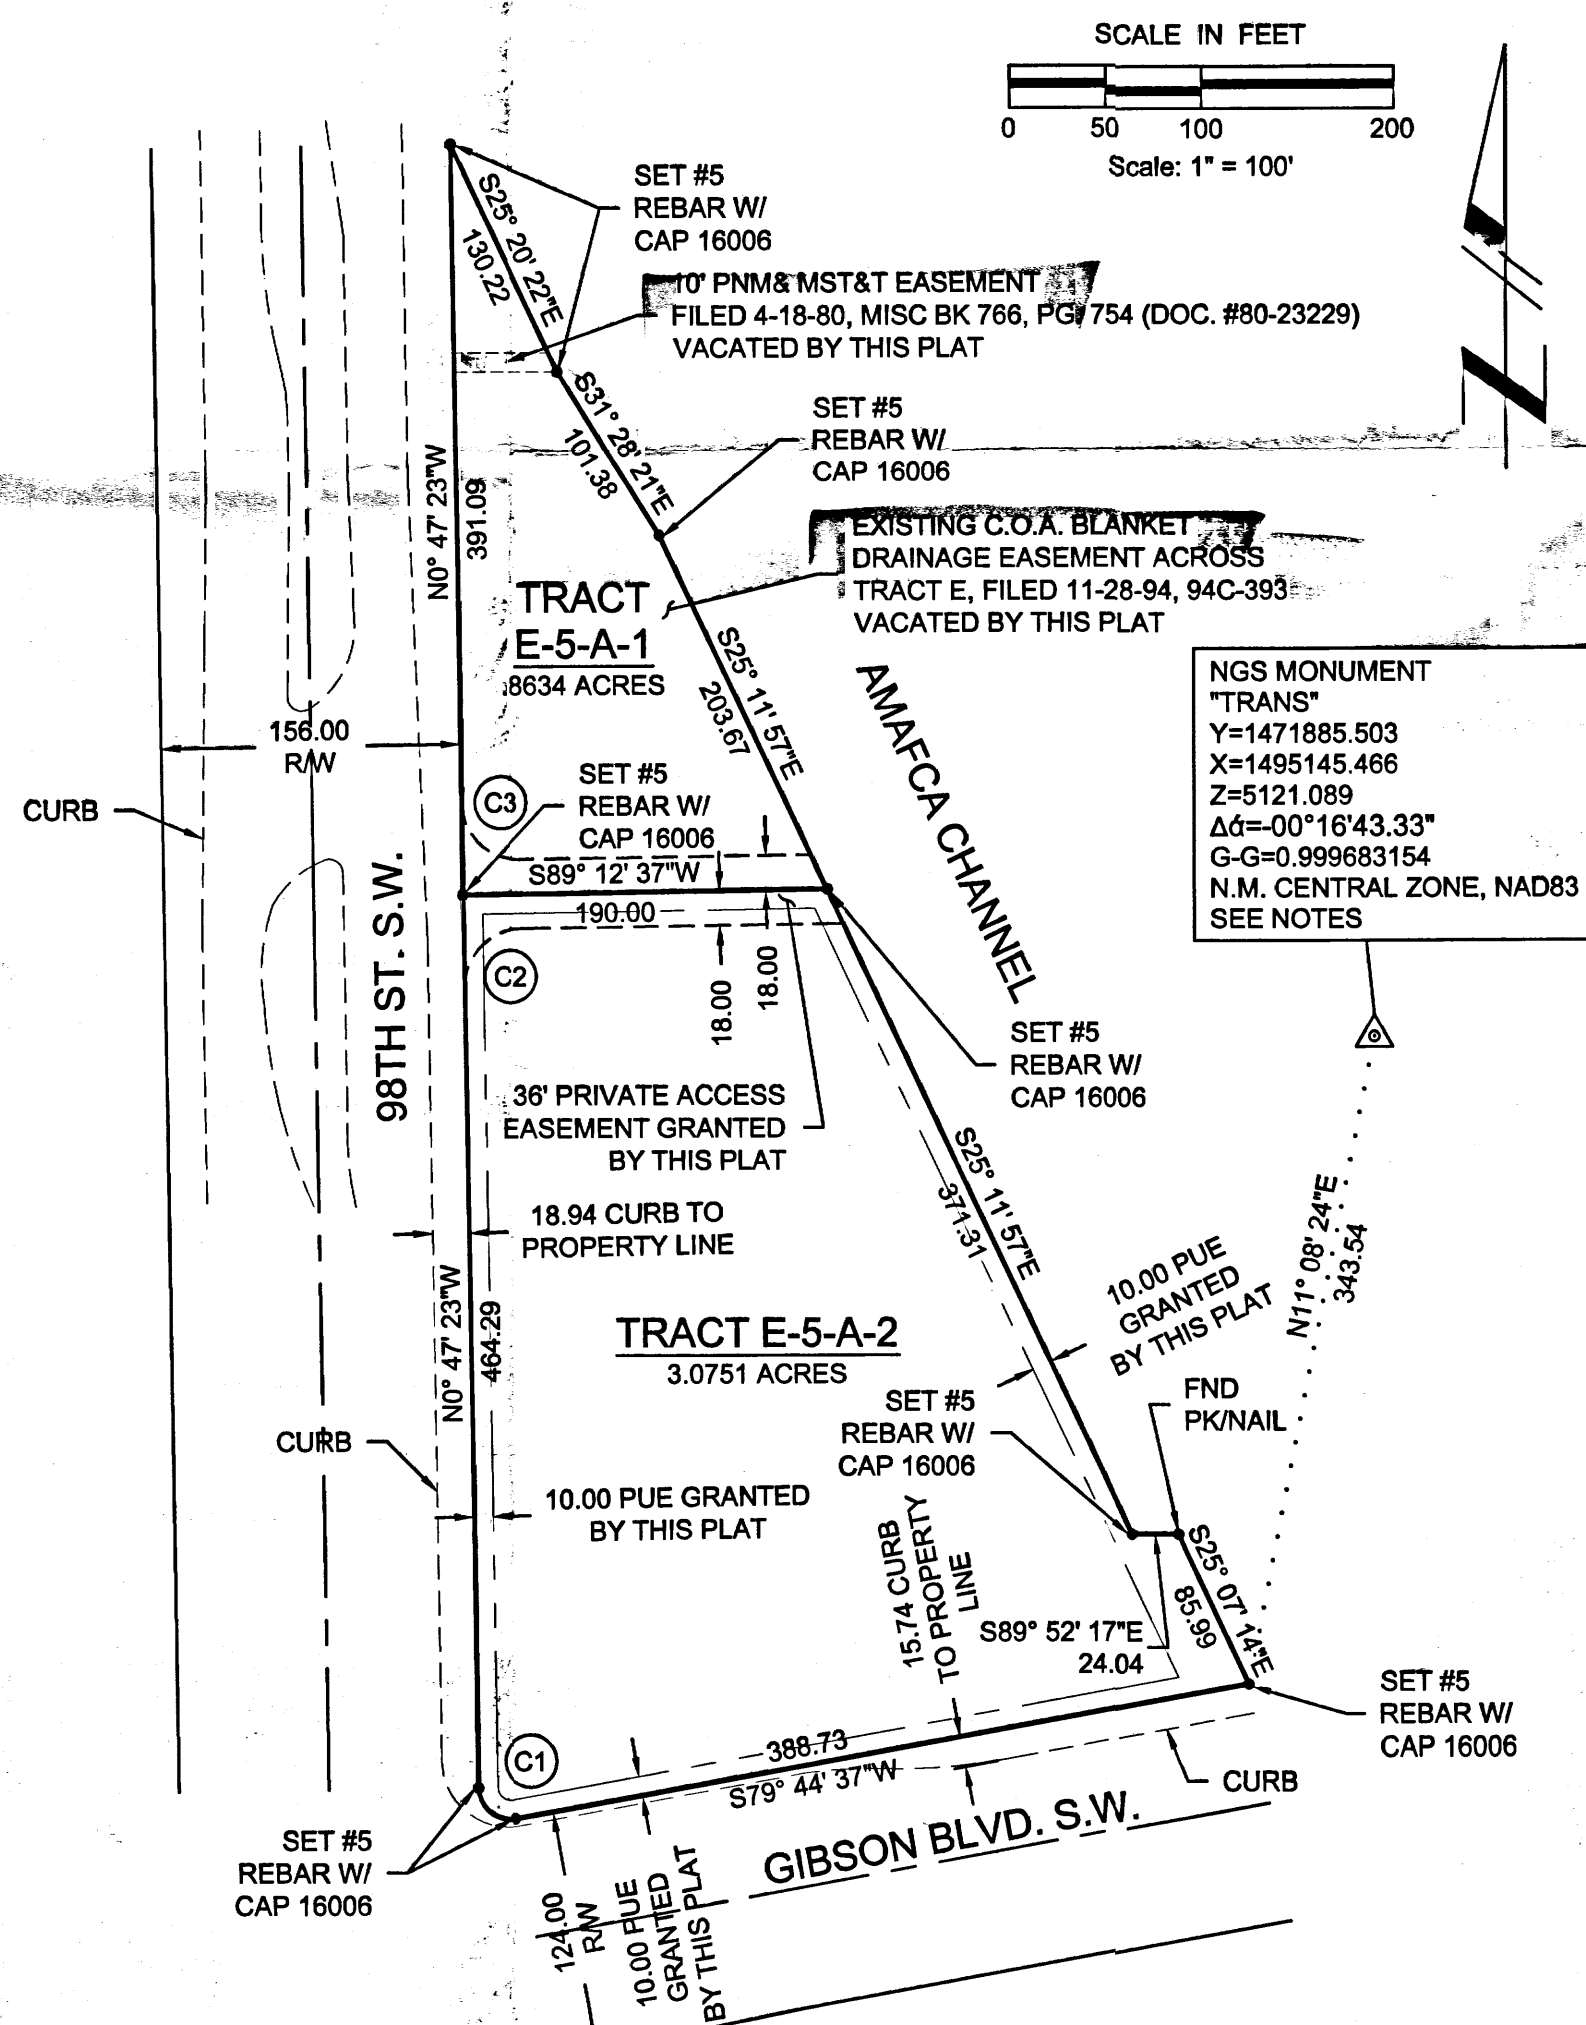 SCALE IN FEET
0 50 100 200
Scale: 1" = 100'
SET #5
REBAR W/
CAP 16006
S25° 20' 22"E
130.22
10' PNM& MST&T EASEMENT
FILED 4-18-80, MISC BK 766, PG 754 (DOC. #80-23229)
VACATED BY THIS PLAT
S31° 28' 21"E
101.38
SET #5
REBAR W/
CAP 16006
N0° 47' 23"W
391.09
EXISTING C.O.A. BLANKET
DRAINAGE EASEMENT ACROSS
TRACT E, FILED 11-28-94, 94C-393
VACATED BY THIS PLAT
TRACT
E-5-A-1
.8634 ACRES
S25° 11' 57"E
203.67
AMAFCA CHANNEL
NGS MONUMENT
"TRANS"
Y=1471885.503
X=1495145.466
Z=5121.089
Δά=-00°16'43.33"
G-G=0.999683154
N.M. CENTRAL ZONE, NAD83
SEE NOTES
156.00
R/W
CURB
C3
SET #5
REBAR W/
CAP 16006
S89° 12' 37"W
190.00
C2
18.00
18.00
98TH ST. S.W.
SET #5
REBAR W/
CAP 16006
36' PRIVATE ACCESS
EASEMENT GRANTED
BY THIS PLAT
18.94 CURB TO
PROPERTY LINE
S25° 11' 57"E
371.31
N11° 08' 24"E
343.54
10.00 PUE
GRANTED
BY THIS PLAT
N0° 47' 23"W
464.29
TRACT E-5-A-2
3.0751 ACRES
SET #5
REBAR W/
CAP 16006
FND
PK/NAIL
CURB
10.00 PUE GRANTED
BY THIS PLAT
15.74 CURB
TO PROPERTY
LINE
S89° 52' 17"E
24.04
S25° 07' 14"E
85.99
SET #5
REBAR W/
CAP 16006
C1
388.73
S79° 44' 37"W
CURB
GIBSON BLVD. S.W.
SET #5
REBAR W/
CAP 16006
124.00
R/W
10.00 PUE
GRANTED
BY THIS PLAT